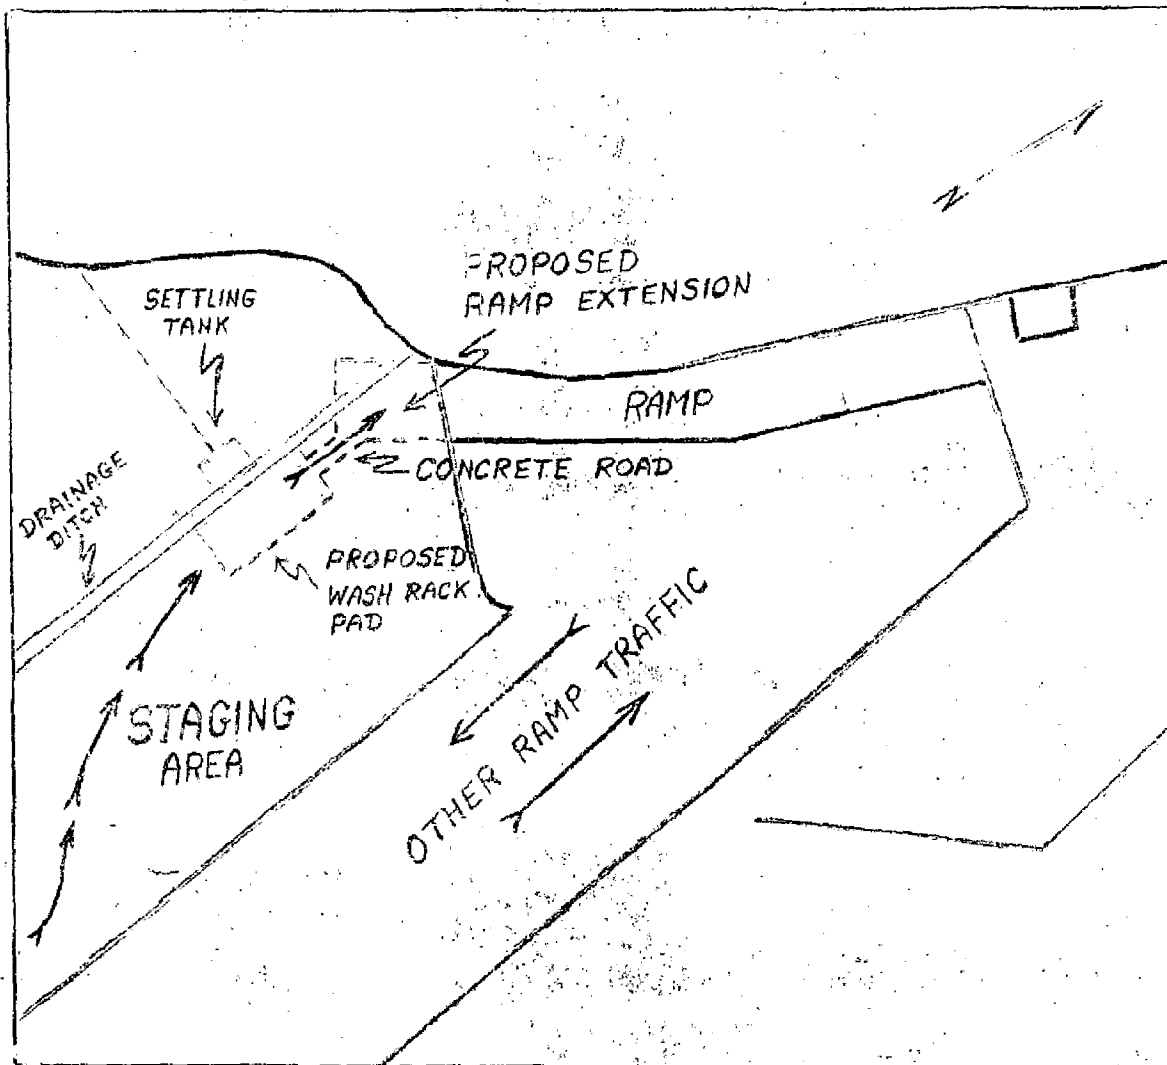 N
PROPOSED
RAMP EXTENSION
SETTLING
TANK
RAMP
CONCRETE ROAD
DRAINAGE
DITCH
PROPOSED
WASH RACK
PAD
STAGING
AREA
OTHER RAMP TRAFFIC